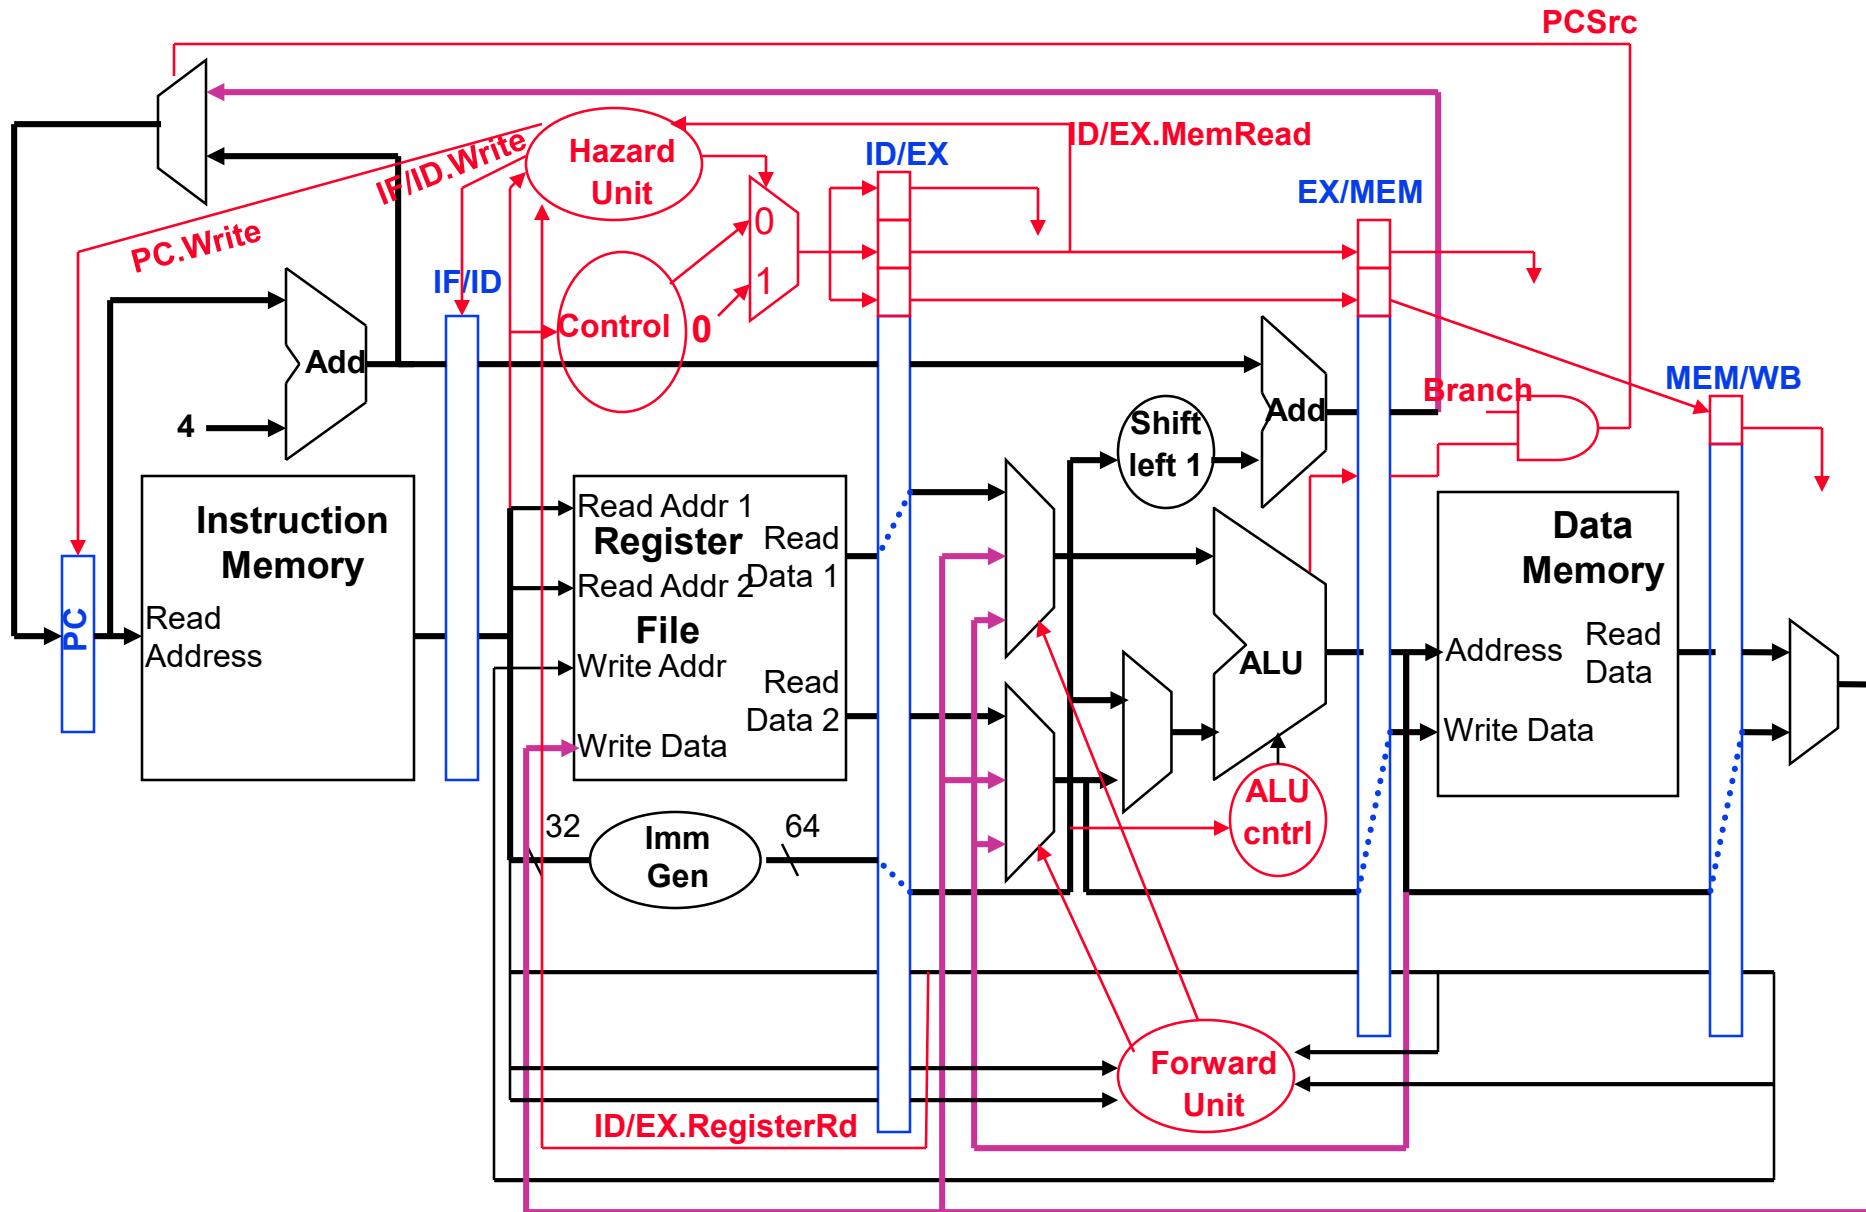 PCSrc
Hazard
Unit
ID/EX.MemRead
ID/EX
IF/ID.Write
EX/MEM
PC.Write
0
1
IF/ID
Control
0
Add
MEM/WB
Branch
4
Shift
left 1
Add
Instruction
Memory
Read Addr 1
Register
Read
Data 1
Read Addr 2
File
Write Addr
Read
Data 2
Write Data
Data
Memory
PC
Read
Address
ALU
Address
Read
Data
Write Data
ALU
cntrl
32
Imm
Gen
64
Forward
Unit
ID/EX.RegisterRd